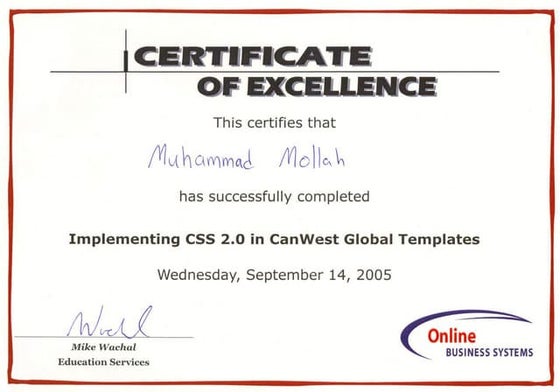 CERTIFICATE
OF EXCELLENCE
This certifies that
Muhammad Mollah
has successfully completed
Implementing CSS 2.0 in CanWest Global Templates
Wednesday, September 14, 2005
Wachal
Mike Wachal
Education Services
Online
BUSINESS SYSTEMS